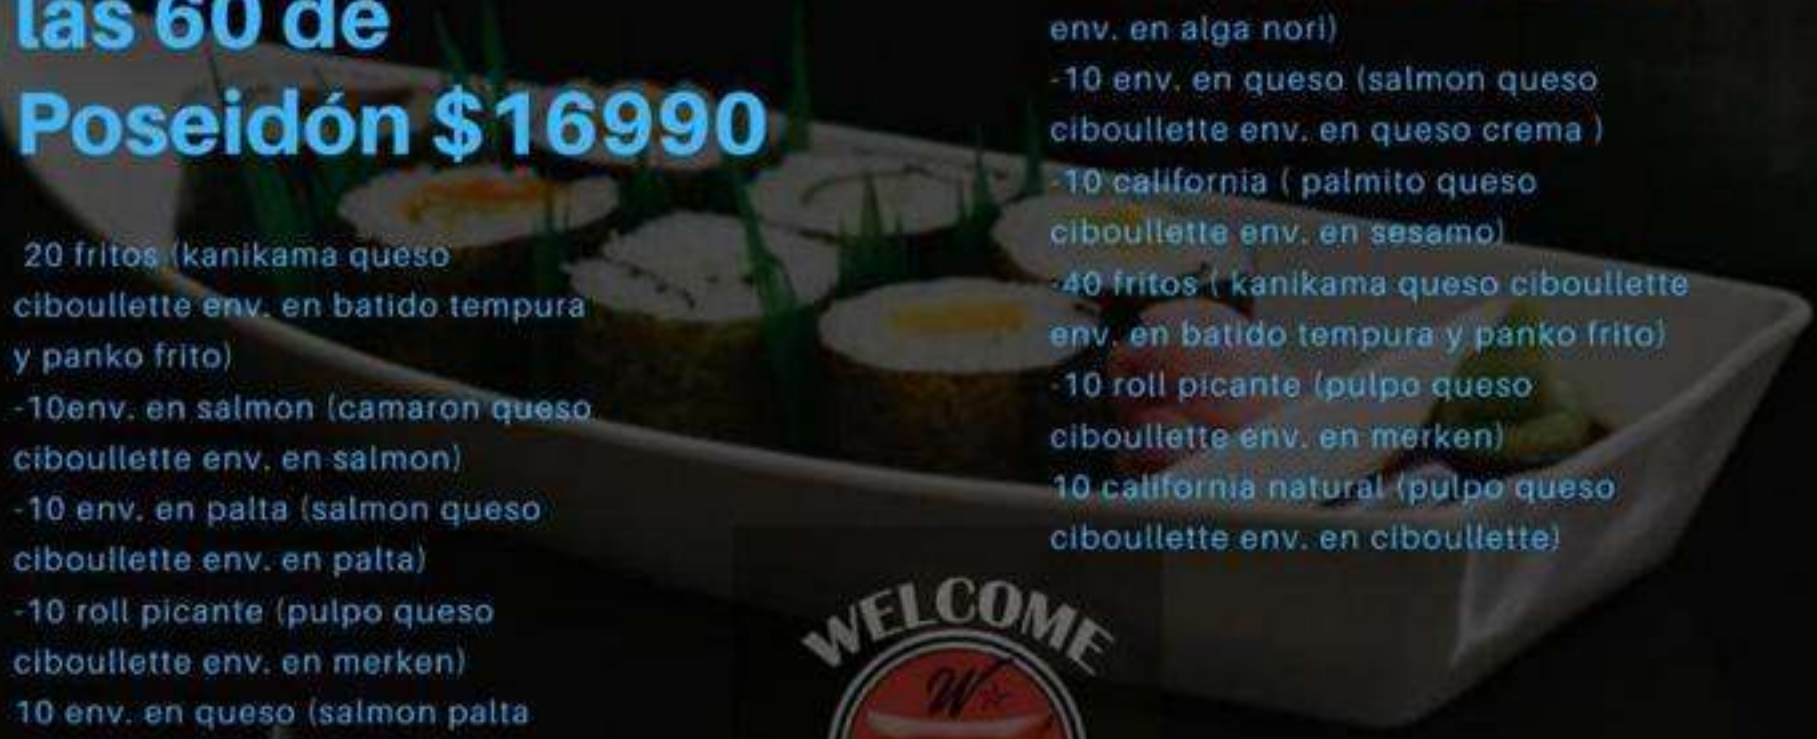 las 60 de
Poseidón $16990
20 fritos (kanikama queso
ciboullette env. en batido tempura
y panko frito)
-10env. en salmon (camaron queso
ciboullette env. en salmon)
-10 env. en palta (salmon queso
ciboullette env. en palta)
-10 roll picante (pulpo queso
ciboullette env. en merken)
10 env. en queso (salmon palta
env. en alga nori)
-10 env. en queso (salmon queso
ciboullette env. en queso crema )
-10 california ( palmito queso
ciboullette env. en sesamo)
-40 fritos ( kanikama queso ciboullette
env. en batido tempura y panko frito)
-10 roll picante (pulpo queso
ciboullette env. en merken)
10 california natural (pulpo queso
ciboullette env. en ciboullette)
WELCOME
W